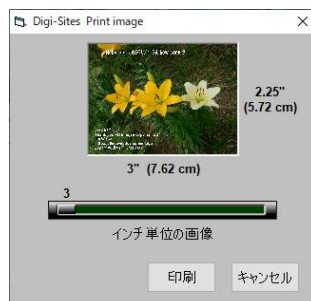 Digi-Sites Print image
2.25"
(5.72 cm)
3" (7.62 cm)
3
インチ単位の画像
印刷
キャンセル